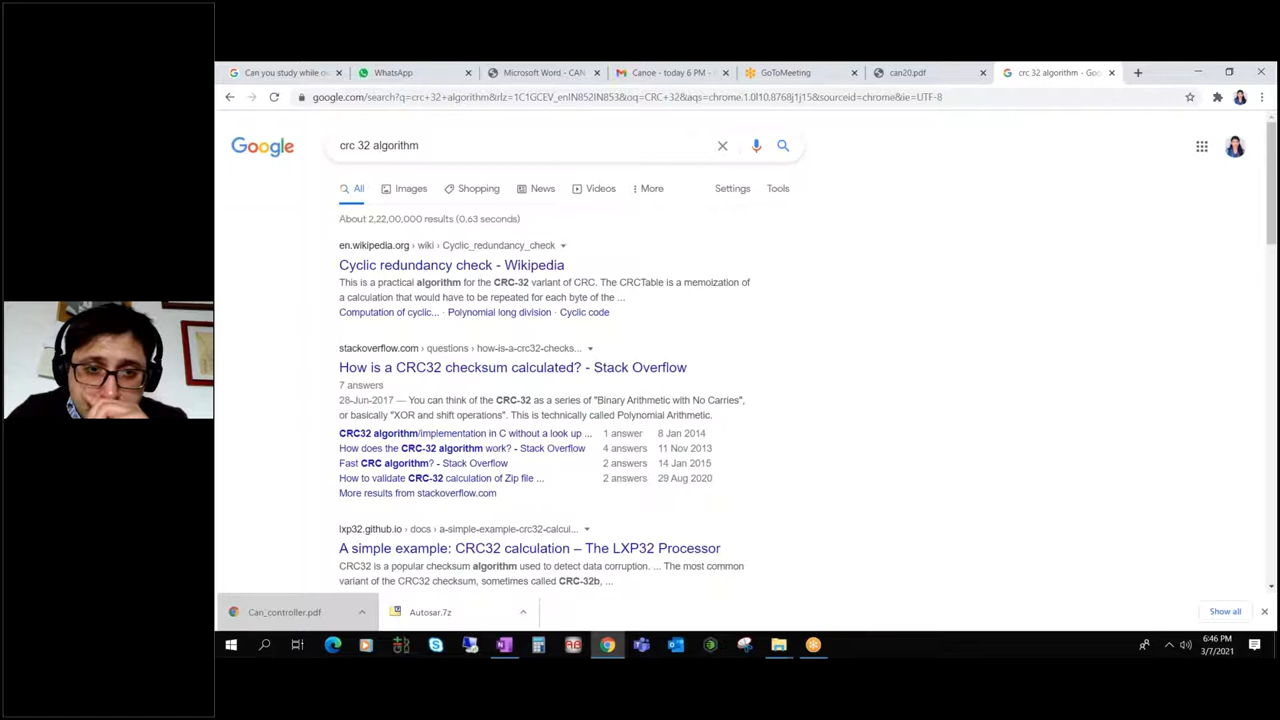 Can you study while o
WhatsApp
Microsoft Word - CAN
Canoe - today 6 PM -
GoToMeeting
can20.pdf
crc 32 algorithm - Goo
google.com/search?q=crc+32+algorithm&rlz=1C1GCEV_enIN852IN853&oq=CRC+32&aqs=chrome.1.0l10.8768j1j15&sourceid=chrome&ie=UTF-8
Google
crc 32 algorithm
All Images Shopping News Videos More Settings Tools
About 2,22,00,000 results (0.63 seconds)
en.wikipedia.org › wiki › Cyclic_redundancy_check
Cyclic redundancy check - Wikipedia
This is a practical algorithm for the CRC-32 variant of CRC. The CRCTable is a memoization of
a calculation that would have to be repeated for each byte of the ...
Computation of cyclic... · Polynomial long division · Cyclic code
stackoverflow.com › questions › how-is-a-crc32-checks...
How is a CRC32 checksum calculated? - Stack Overflow
7 answers
28-Jun-2017 — You can think of the CRC-32 as a series of "Binary Arithmetic with No Carries",
or basically "XOR and shift operations". This is technically called Polynomial Arithmetic.
CRC32 algorithm/implementation in C without a look up ... 1 answer 8 Jan 2014
How does the CRC-32 algorithm work? - Stack Overflow 4 answers 11 Nov 2013
Fast CRC algorithm? - Stack Overflow 2 answers 14 Jan 2015
How to validate CRC-32 calculation of Zip file ... 2 answers 29 Aug 2020
More results from stackoverflow.com
lxp32.github.io › docs › a-simple-example-crc32-calcul...
A simple example: CRC32 calculation – The LXP32 Processor
CRC32 is a popular checksum algorithm used to detect data corruption. ... The most common
variant of the CRC32 checksum, sometimes called CRC-32b, ...
Can_controller.pdf
Autosar.7z
Show all
6:46 PM
3/7/2021